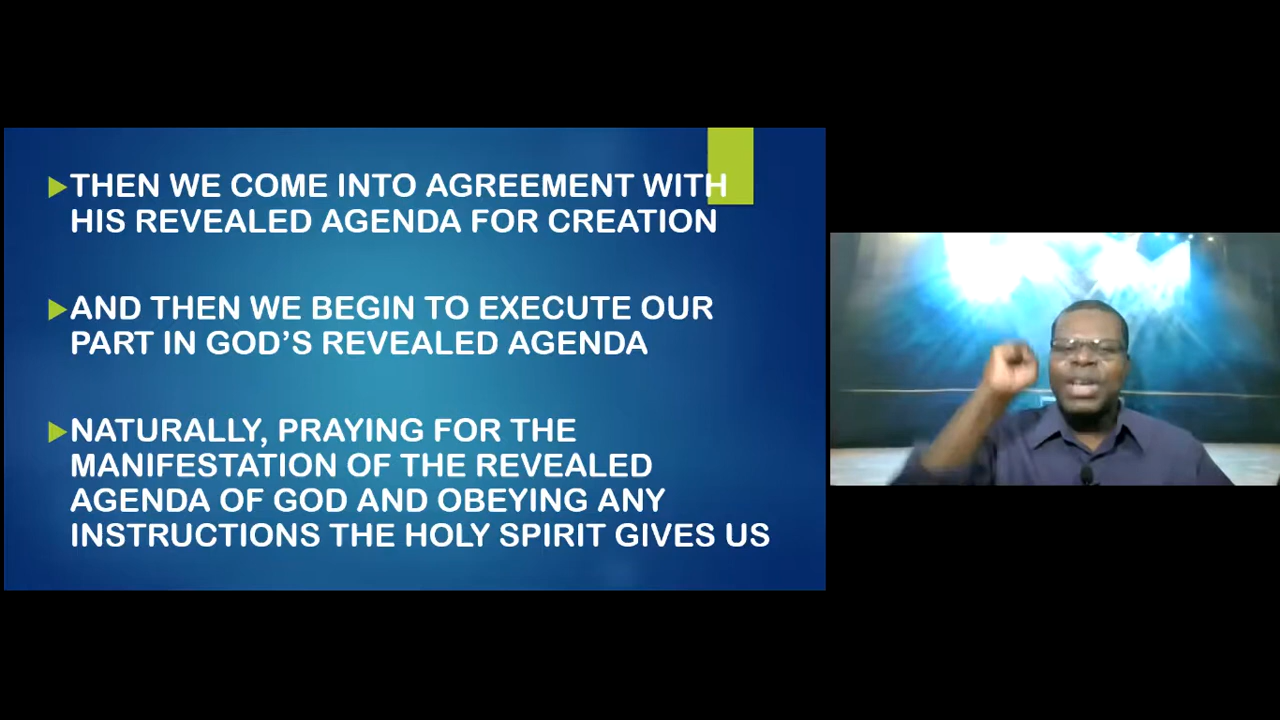 THEN WE COME INTO AGREEMENT WITH
HIS REVEALED AGENDA FOR CREATION
AND THEN WE BEGIN TO EXECUTE OUR
PART IN GOD'S REVEALED AGENDA
NATURALLY, PRAYING FOR THE
MANIFESTATION OF THE REVEALED
AGENDA OF GOD AND OBEYING ANY
INSTRUCTIONS THE HOLY SPIRIT GIVES US